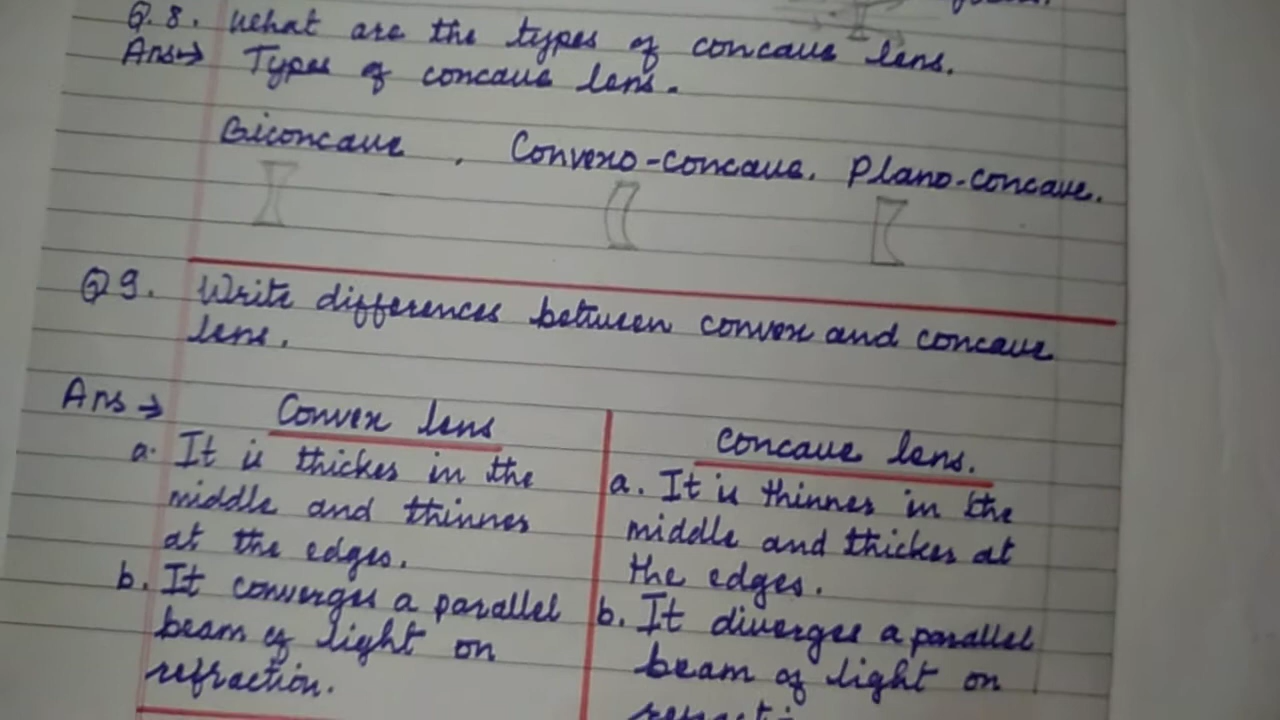 Q.8. What are the types of concave lens.
Ans→ Types of concave lens.
Biconcave , Convexo-concave. Plano-concave.
Q9. Write differences between convex and concave
lens.
Ans →
Convex lens
a. It is thicker in the
middle and thinner
at the edges.
b. It converges a parallel
beam of light on
refraction.
Concave lens.
a. It is thinner in the
middle and thicker at
the edges.
b. It diverges a parallel
beam of light on